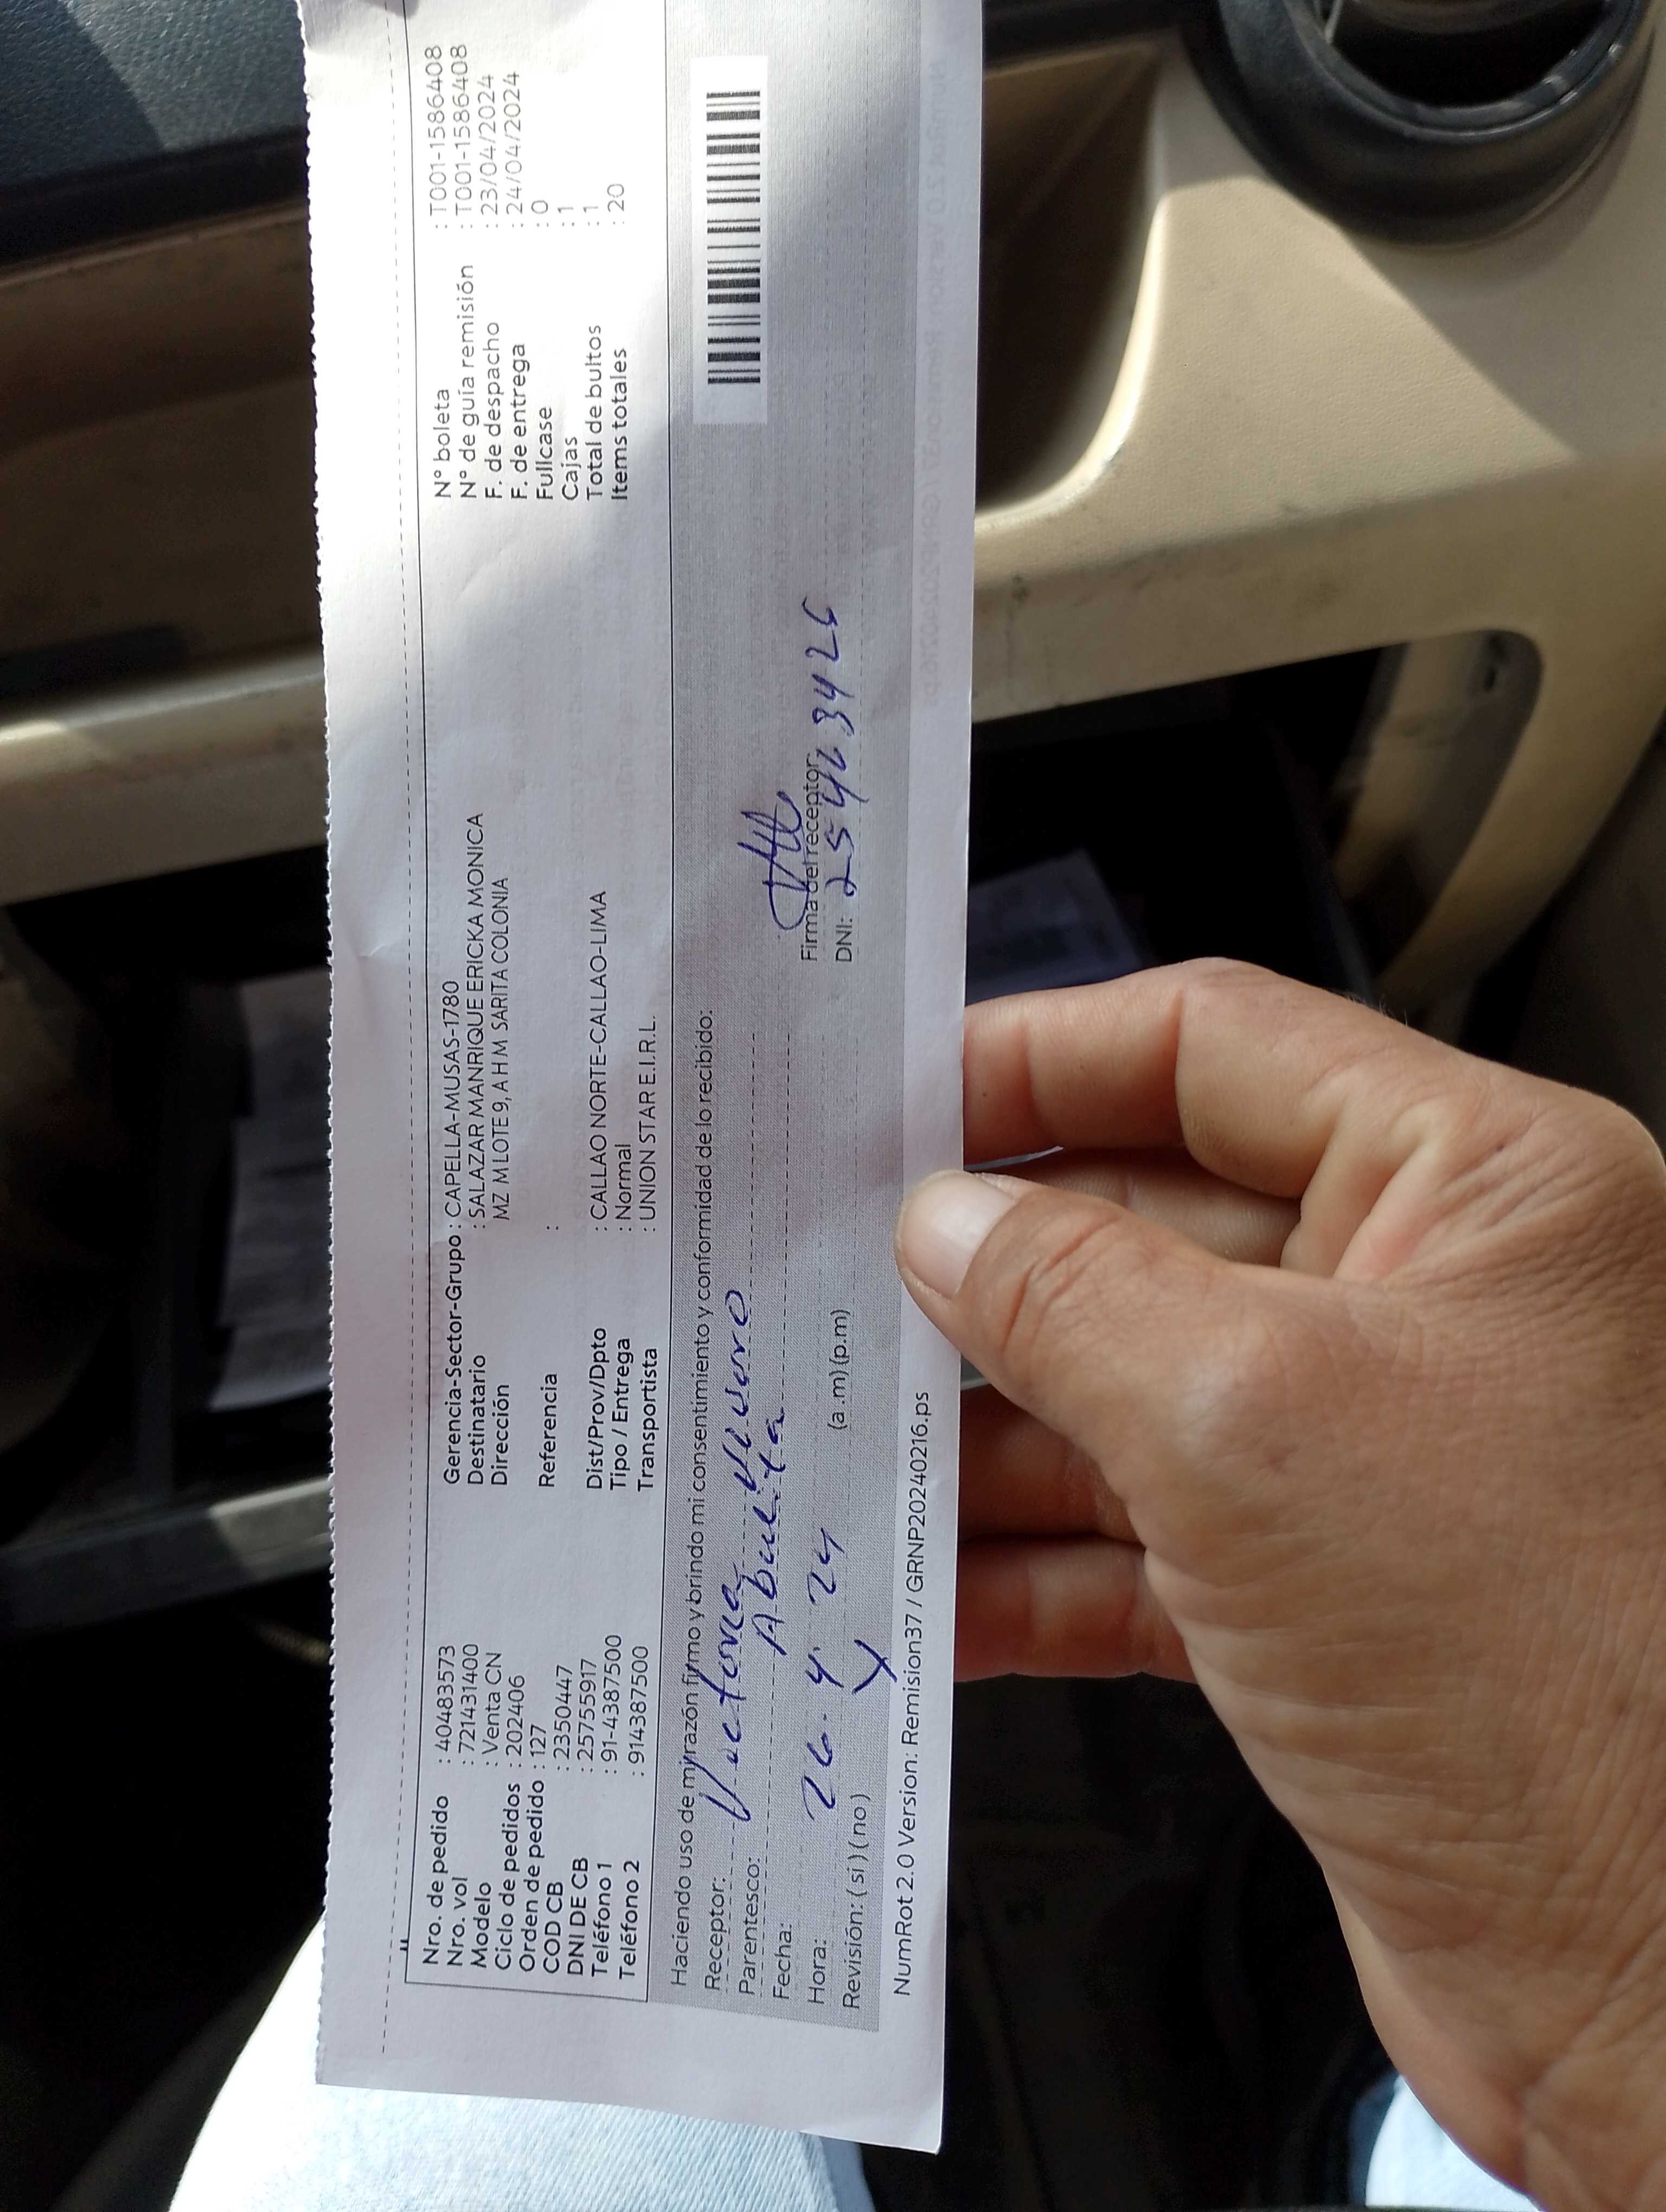 Nro. de pedido : 40483573
Nro. vol : 721431400
Modelo : Venta CN
Ciclo de pedidos : 202406
Orden de pedido : 127
COD CB : 2350447
DNI DE CB : 25755917
Teléfono 1 : 91-4387500
Teléfono 2 : 914387500
Gerencia-Sector-Grupo : CAPELLA-MUSAS-1780
Destinatario : SALAZAR MANRIQUE ERICKA MONICA
Dirección MZ M LOTE 9, A H M SARITA COLONIA
Referencia :
Dist/Prov/Dpto : CALLAO NORTE-CALLAO-LIMA
Tipo / Entrega : Normal
Transportista : UNION STAR E.I.R.L.
N° boleta : T001-1586408
N° de guía remisión : T001-1586408
F. de despacho : 23/04/2024
F. de entrega : 24/04/2024
Fullcase : 0
Cajas : 1
Total de bultos : 1
Items totales : 20
Haciendo uso de mi razón firmo y brindo mi consentimiento y conformidad de lo recibido:
Receptor:
Parentesco: Abuelita
Fecha: 26. 4. 24
Hora: (a.m) (p.m)
Revisión: ( si ) ( no )
Firma del receptor
DNI:
NumRot 2.0 Version: Remision37 / GRNP20240216.ps